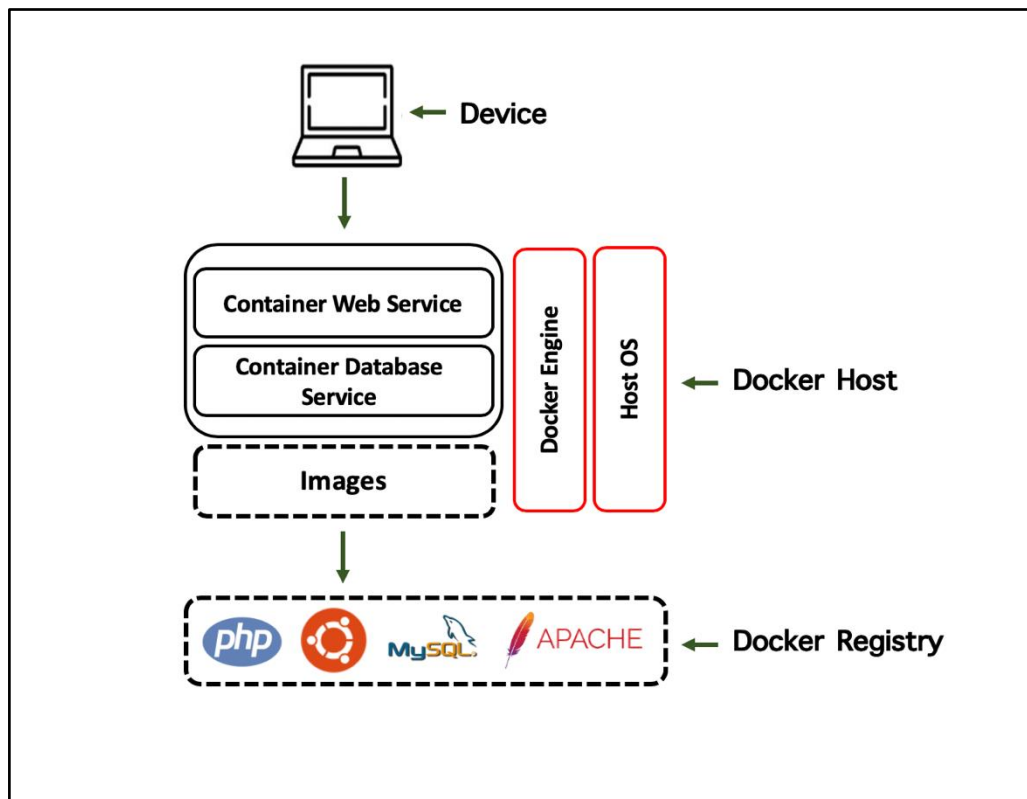 Device
Container Web Service
Container Database
Service
Docker Engine
Host OS
Docker Host
Images
php
MySQL
APACHE
Docker Registry